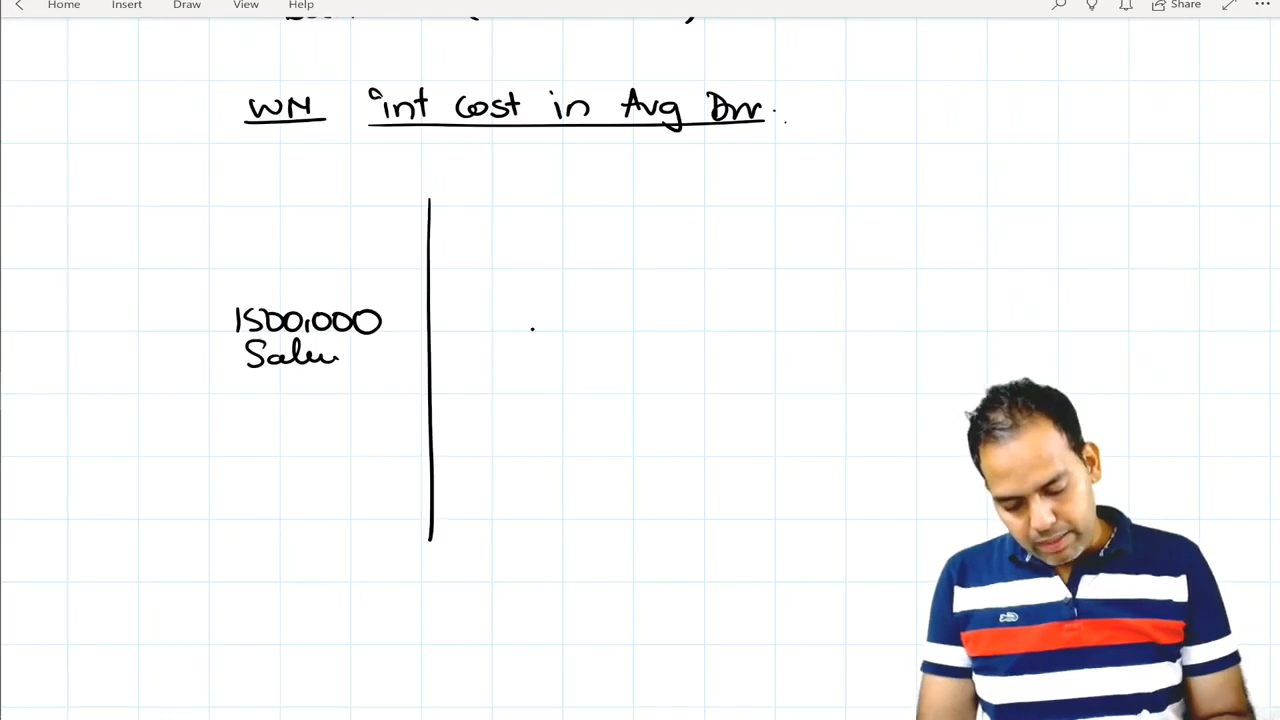 Home Insert Draw View Help Share
WN int cost in Avg Drr.
1500,000
Sales